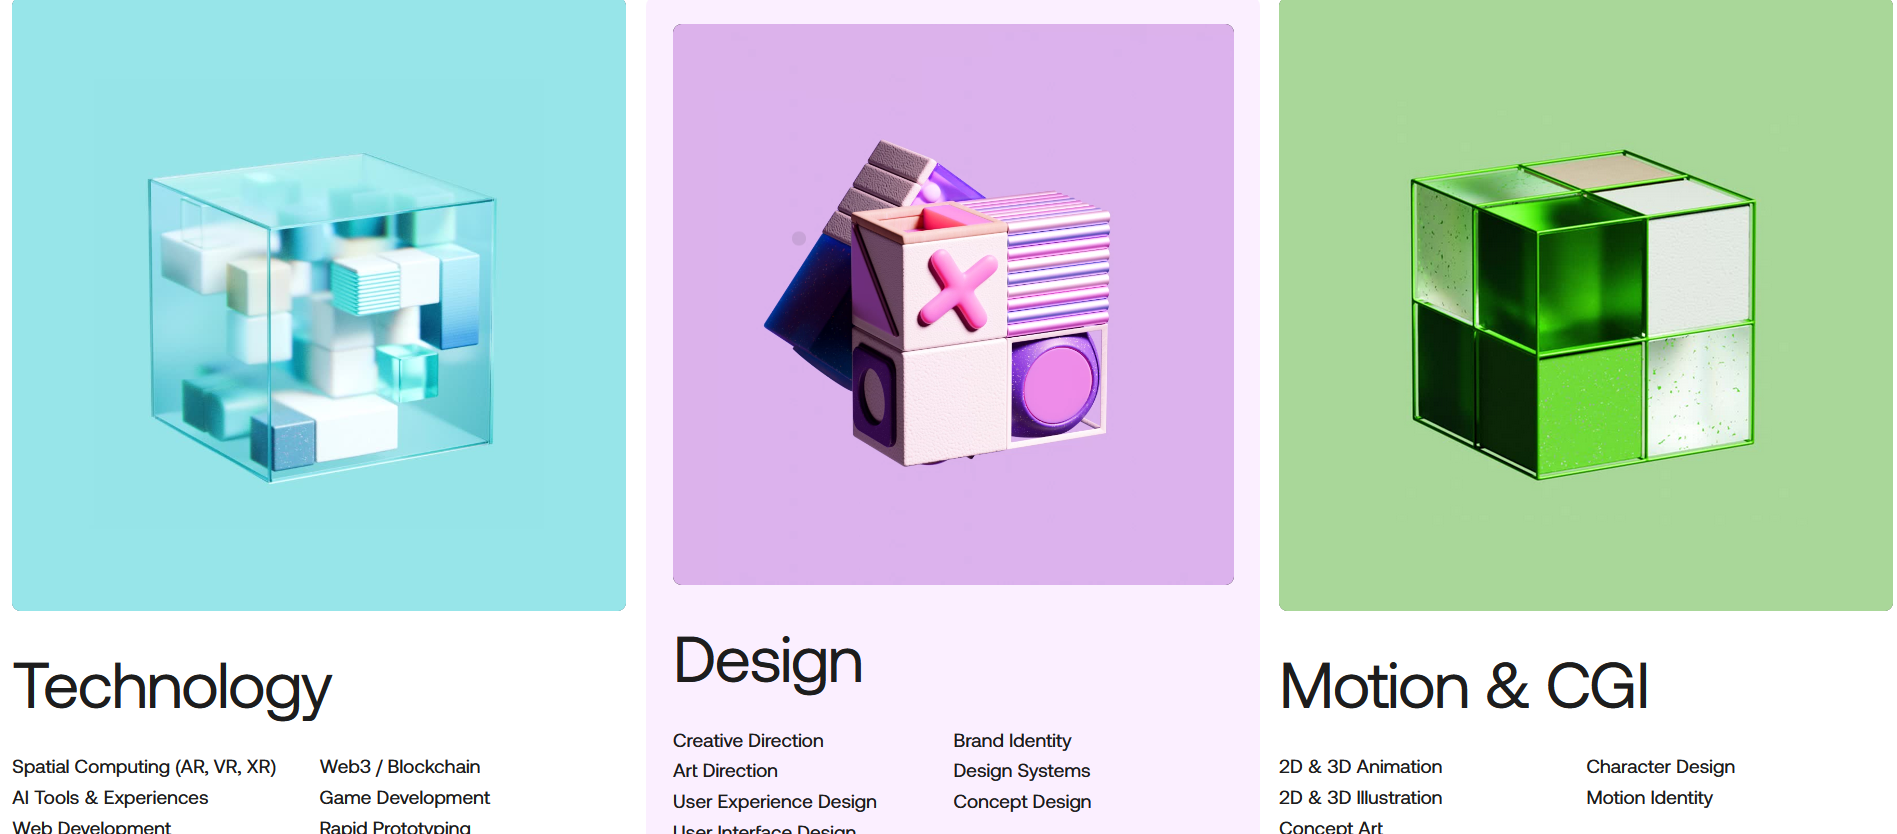 Technology
Spatial Computing (AR, VR, XR)
AI Tools & Experiences
Web Development
Web3 / Blockchain
Game Development
Rapid Prototyping
Design
Creative Direction
Art Direction
User Experience Design
User Interface Design
Brand Identity
Design Systems
Concept Design
Motion & CGI
2D & 3D Animation
2D & 3D Illustration
Concept Art
Character Design
Motion Identity